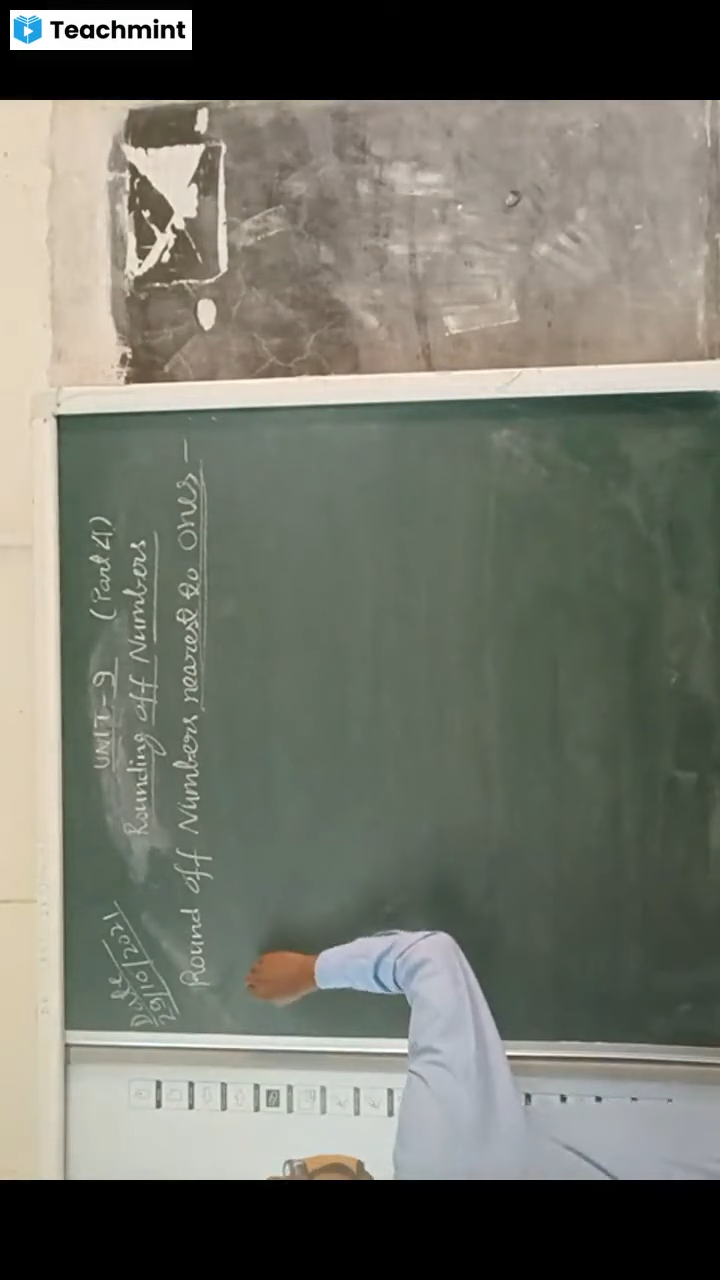 Teachmint
UNIT-9 (Part 4)
Date
29/10/2021
Rounding off Numbers
Round off Numbers nearest to ones -